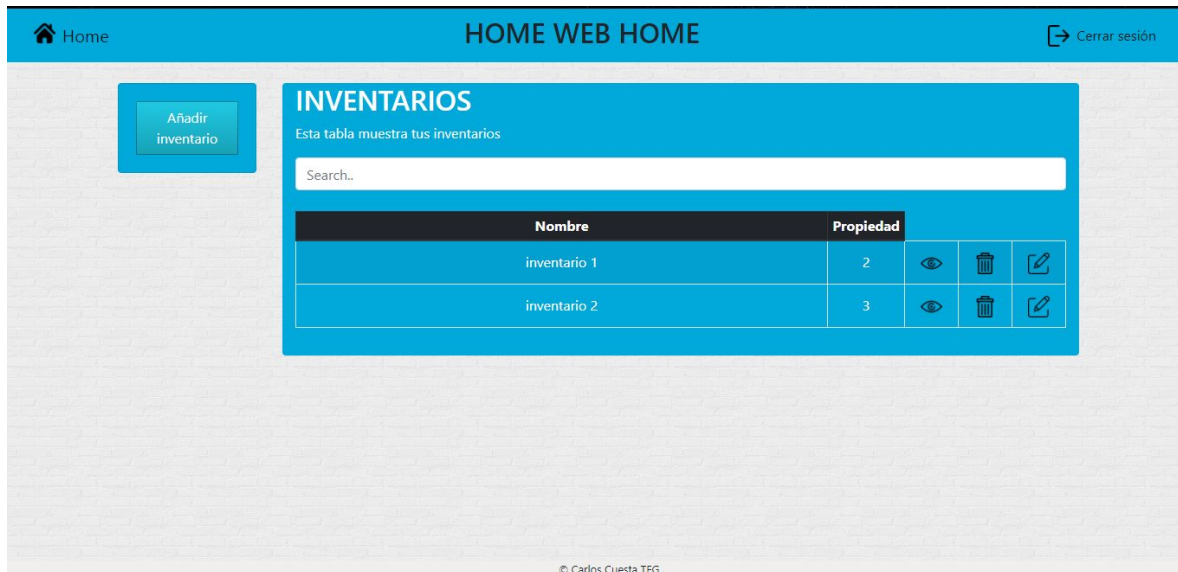 Home
HOME WEB HOME
Cerrar sesión
Añadir
inventario
INVENTARIOS
Esta tabla muestra tus inventarios
Search..
Nombre Propiedad
inventario 1 2
inventario 2 3
© Carlos Cuesta TFG